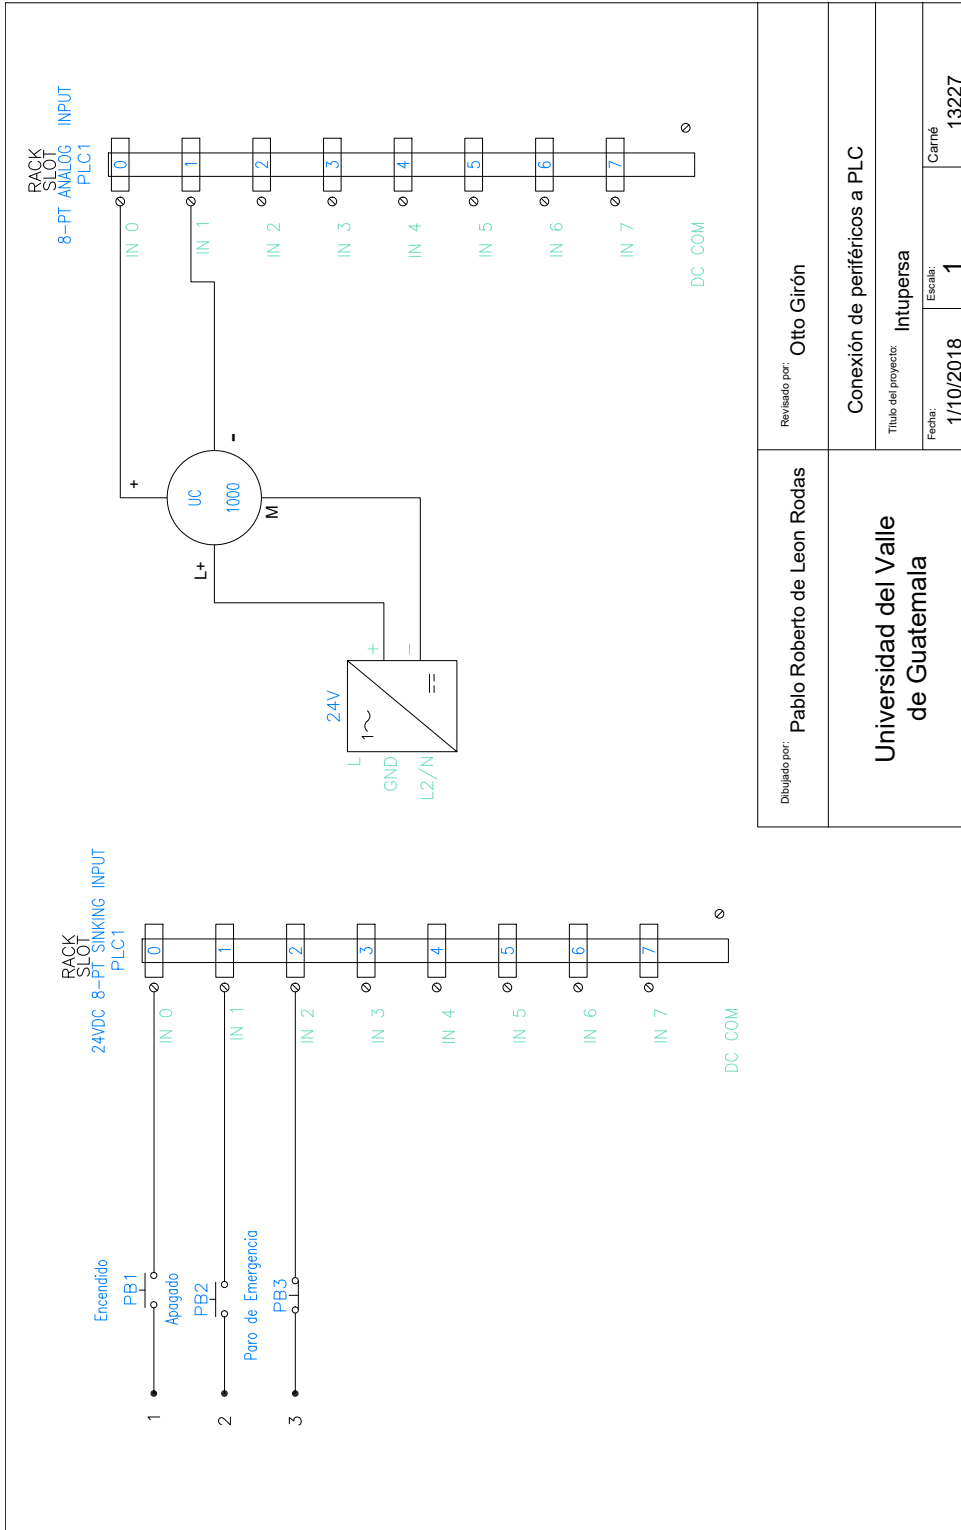 RACK
SLOT
24VDC 8-PT SINKING INPUT
PLC1
Encendido
PB1
Apagado
PB2
Paro de Emergencia
PB3
1
2
3
0
IN 0
1
IN 1
2
IN 2
3
IN 3
4
IN 4
5
IN 5
6
IN 6
7
IN 7
DC COM
24V
1~
L
GND
L2/N
+
-
L+
M
+
-
UC
1000
RACK
SLOT
8-PT ANALOG INPUT
PLC1
0
IN 0
1
IN 1
2
IN 2
3
IN 3
4
IN 4
5
IN 5
6
IN 6
7
IN 7
DC COM
Dibujado por: Pablo Roberto de Leon Rodas
Revisado por: Otto Girón
Universidad del Valle
de Guatemala
Conexión de periféricos a PLC
Título del proyecto: Intupersa
Fecha: 1/10/2018
Escala: 1
Carné 13227